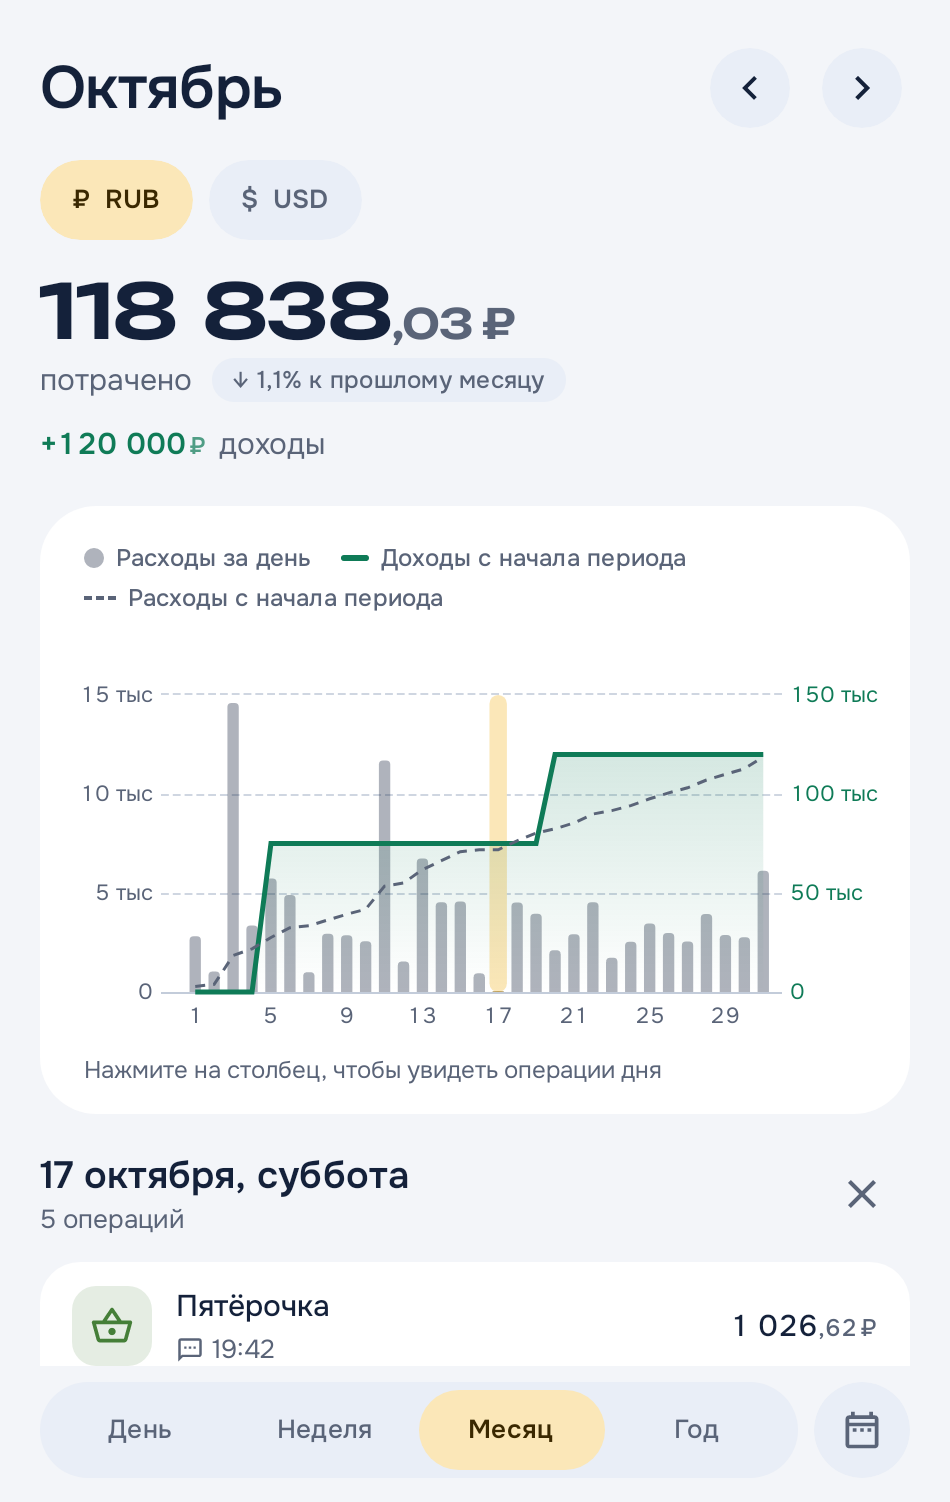 Октябрь
₽ RUB
$ USD
118 838,03 ₽
потрачено
↓ 1,1% к прошлому месяцу
+120 000₽ доходы
Расходы за день
Доходы с начала периода
Расходы с начала периода
15 тыс
150 тыс
10 тыс
100 тыс
5 тыс
50 тыс
0
0
1 5 9 13 17 21 25 29
Нажмите на столбец, чтобы увидеть операции дня
17 октября, суббота
5 операций
Пятёрочка
1 026,62 ₽
19:42
День
Неделя
Месяц
Год